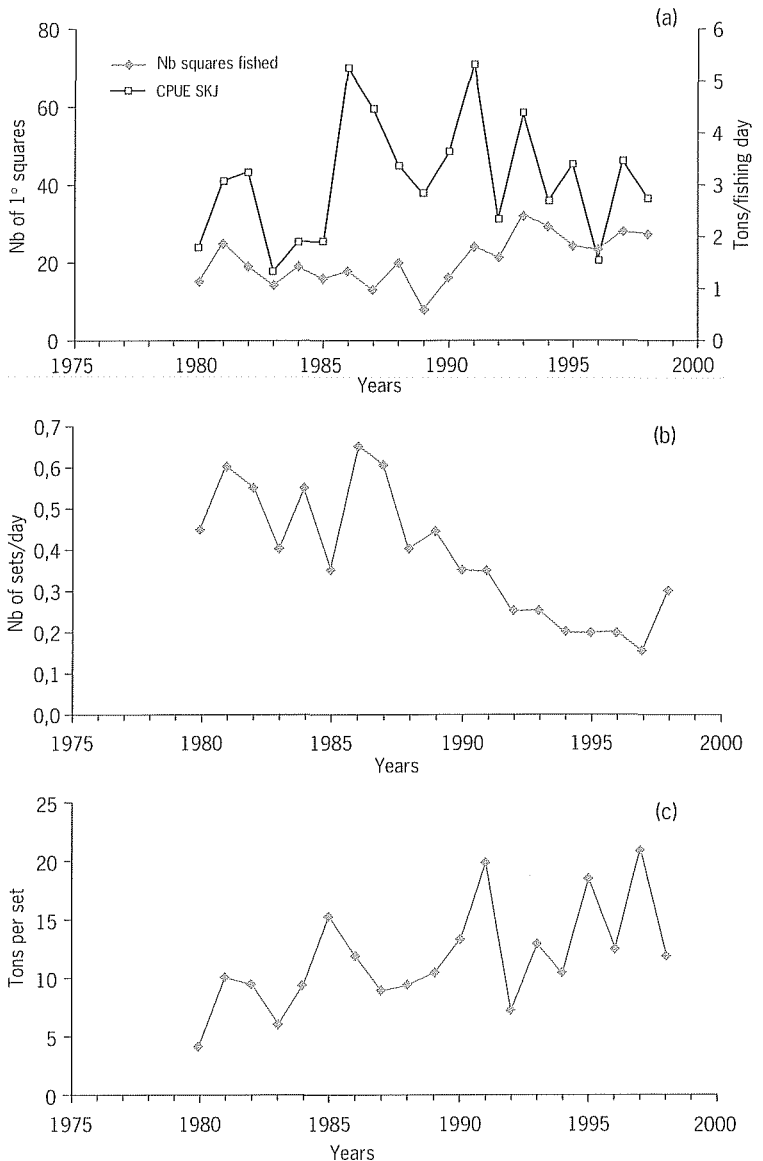 (a)
80
60
40
20
0
Nb of 1° squares
Nb squares fished
CPUE SKJ
6
5
4
3
2
1
0
Tons/fishing day
1975 1980 1985 1990 1995 2000
Years
(b)
0,7
0,6
0,5
0,4
0,3
0,2
0,1
0,0
Nb of sets/day
1975 1980 1985 1990 1995 2000
Years
(c)
25
20
15
10
5
0
Tons per set
1975 1980 1985 1990 1995 2000
Years